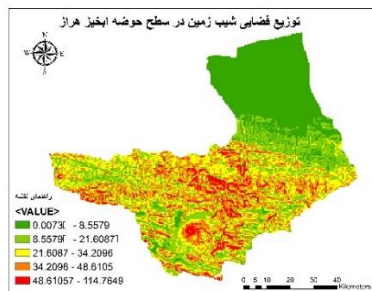 توزیع فضایی شیب زمین در سطح حوضه ابخیز هراز
N
W E
S
راهنمای نقشه
<VALUE>
0.00730 - 8.5579
8.5579 - 21.6087
21.6087 - 34.2096
34.2096 - 48.6105
48.61057 - 114.7649
0 5 10 20 30 40
Kilometers